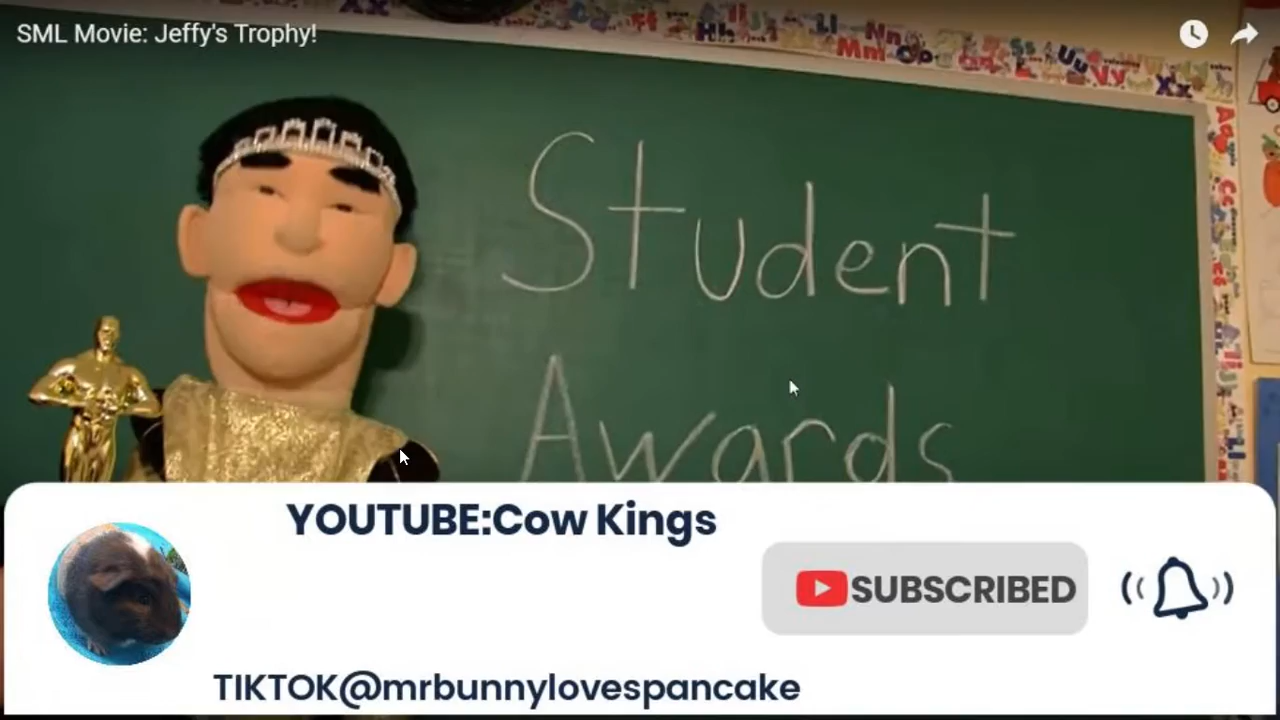 SML Movie: Jeffy's Trophy!
Student
Awards
YOUTUBE:Cow Kings
SUBSCRIBED
TIKTOK@mrbunnylovespancake